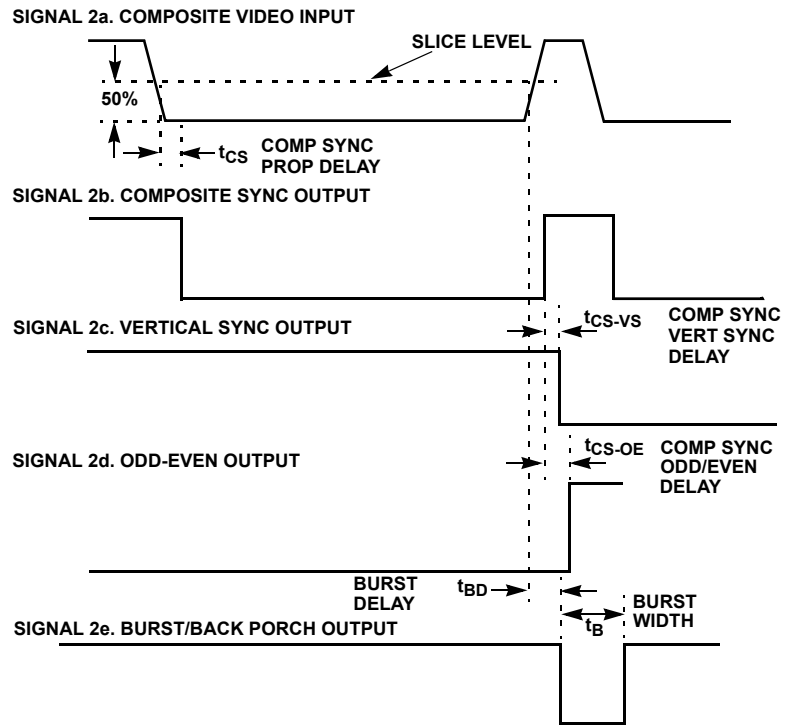 SIGNAL 2a. COMPOSITE VIDEO INPUT
SLICE LEVEL
50%
tCS COMP SYNC
PROP DELAY
SIGNAL 2b. COMPOSITE SYNC OUTPUT
SIGNAL 2c. VERTICAL SYNC OUTPUT
tCS-VS COMP SYNC
VERT SYNC
DELAY
SIGNAL 2d. ODD-EVEN OUTPUT
tCS-OE COMP SYNC
ODD/EVEN
DELAY
BURST
DELAY
tBD
SIGNAL 2e. BURST/BACK PORCH OUTPUT
tB
BURST
WIDTH